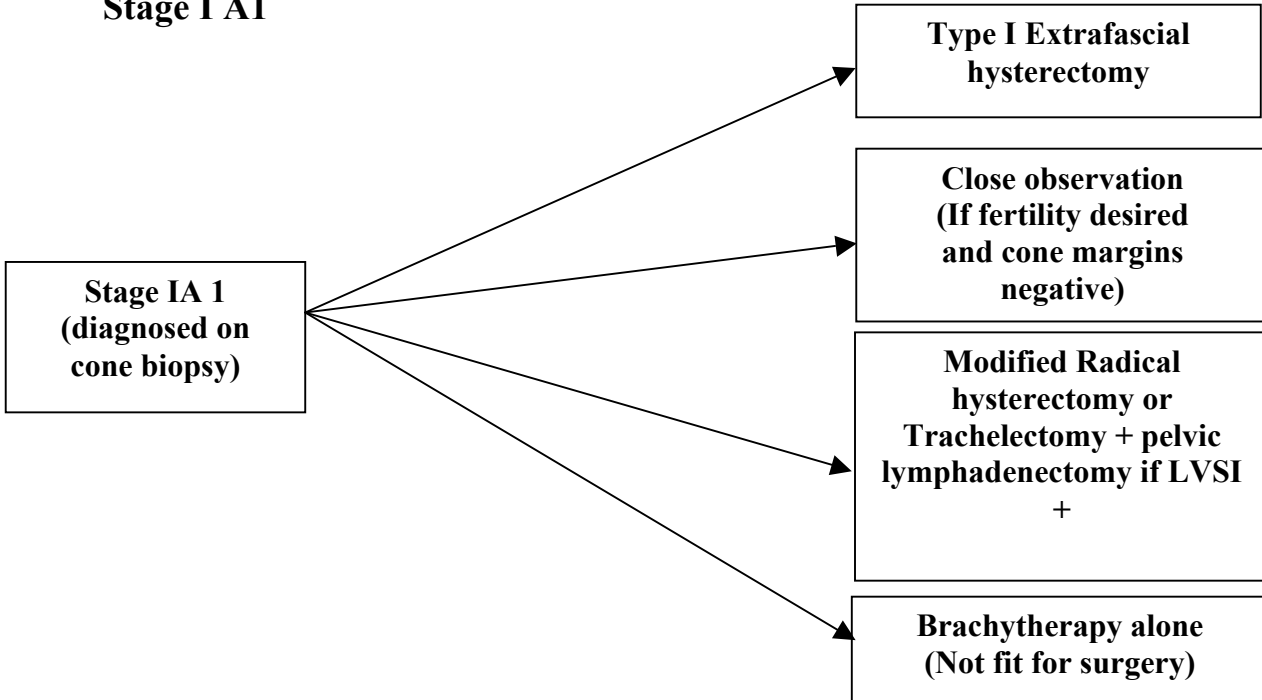 Stage I A1
Type I Extrafascial
hysterectomy
Close observation
(If fertility desired
and cone margins
negative)
Stage IA 1
(diagnosed on
cone biopsy)
Modified Radical
hysterectomy or
Trachelectomy + pelvic
lymphadenectomy if LVSI
+
Brachytherapy alone
(Not fit for surgery)